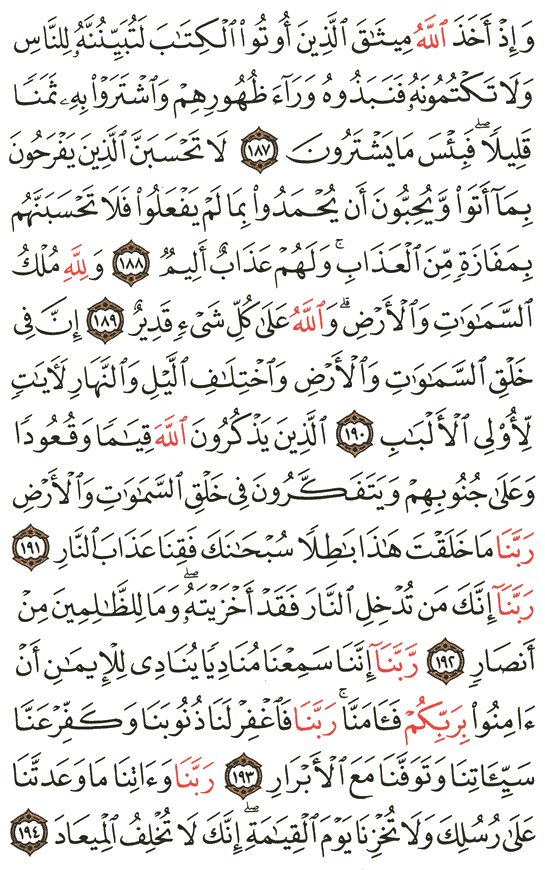 وَإِذْ أَخَذَ ٱللَّهُ مِيثَٰقَ ٱلَّذِينَ أُوتُوا۟ ٱلْكِتَٰبَ لَتُبَيِّنُنَّهُۥ لِلنَّاسِ
وَلَا تَكْتُمُونَهُۥ فَنَبَذُوهُ وَرَآءَ ظُهُورِهِمْ وَٱشْتَرَوْا۟ بِهِۦ ثَمَنًا
قَلِيلًا ۖ فَبِئْسَ مَا يَشْتَرُونَ ١٨٧ لَا تَحْسَبَنَّ ٱلَّذِينَ يَفْرَحُونَ
بِمَآ أَتَوا۟ وَّيُحِبُّونَ أَن يُحْمَدُوا۟ بِمَا لَمْ يَفْعَلُوا۟ فَلَا تَحْسَبَنَّهُم
بِمَفَازَةٍ مِّنَ ٱلْعَذَابِ ۖ وَلَهُمْ عَذَابٌ أَلِيمٌ ١٨٨ وَلِلَّهِ مُلْكُ
ٱلسَّمَٰوَٰتِ وَٱلْأَرْضِ ۗ وَٱللَّهُ عَلَىٰ كُلِّ شَىْءٍ قَدِيرٌ ١٨٩ إِنَّ فِى
خَلْقِ ٱلسَّمَٰوَٰتِ وَٱلْأَرْضِ وَٱخْتِلَٰفِ ٱلَّيْلِ وَٱلنَّهَارِ لَءَايَٰتٍ
لِّأُو۟لِى ٱلْأَلْبَٰبِ ١٩٠ ٱلَّذِينَ يَذْكُرُونَ ٱللَّهَ قِيَٰمًا وَقُعُودًا
وَعَلَىٰ جُنُوبِهِمْ وَيَتَفَكَّرُونَ فِى خَلْقِ ٱلسَّمَٰوَٰتِ وَٱلْأَرْضِ
رَبَّنَا مَا خَلَقْتَ هَٰذَا بَٰطِلًا سُبْحَٰنَكَ فَقِنَا عَذَابَ ٱلنَّارِ ١٩١
رَبَّنَآ إِنَّكَ مَن تُدْخِلِ ٱلنَّارَ فَقَدْ أَخْزَيْتَهُۥ ۖ وَمَا لِلظَّٰلِمِينَ مِنْ
أَنصَارٍ ١٩٢ رَّبَّنَآ إِنَّنَا سَمِعْنَا مُنَادِيًا يُنَادِى لِلْإِيمَٰنِ أَنْ
ءَامِنُوا۟ بِرَبِّكُمْ فَـَٔامَنَّا ۚ رَبَّنَا فَٱغْفِرْ لَنَا ذُنُوبَنَا وَكَفِّرْ عَنَّا
سَيِّـَٔاتِنَا وَتَوَفَّنَا مَعَ ٱلْأَبْرَارِ ١٩٣ رَبَّنَا وَءَاتِنَا مَا وَعَدتَّنَا
عَلَىٰ رُسُلِكَ وَلَا تُخْزِنَا يَوْمَ ٱلْقِيَٰمَةِ ۖ إِنَّكَ لَا تُخْلِفُ ٱلْمِيعَادَ ١٩٤